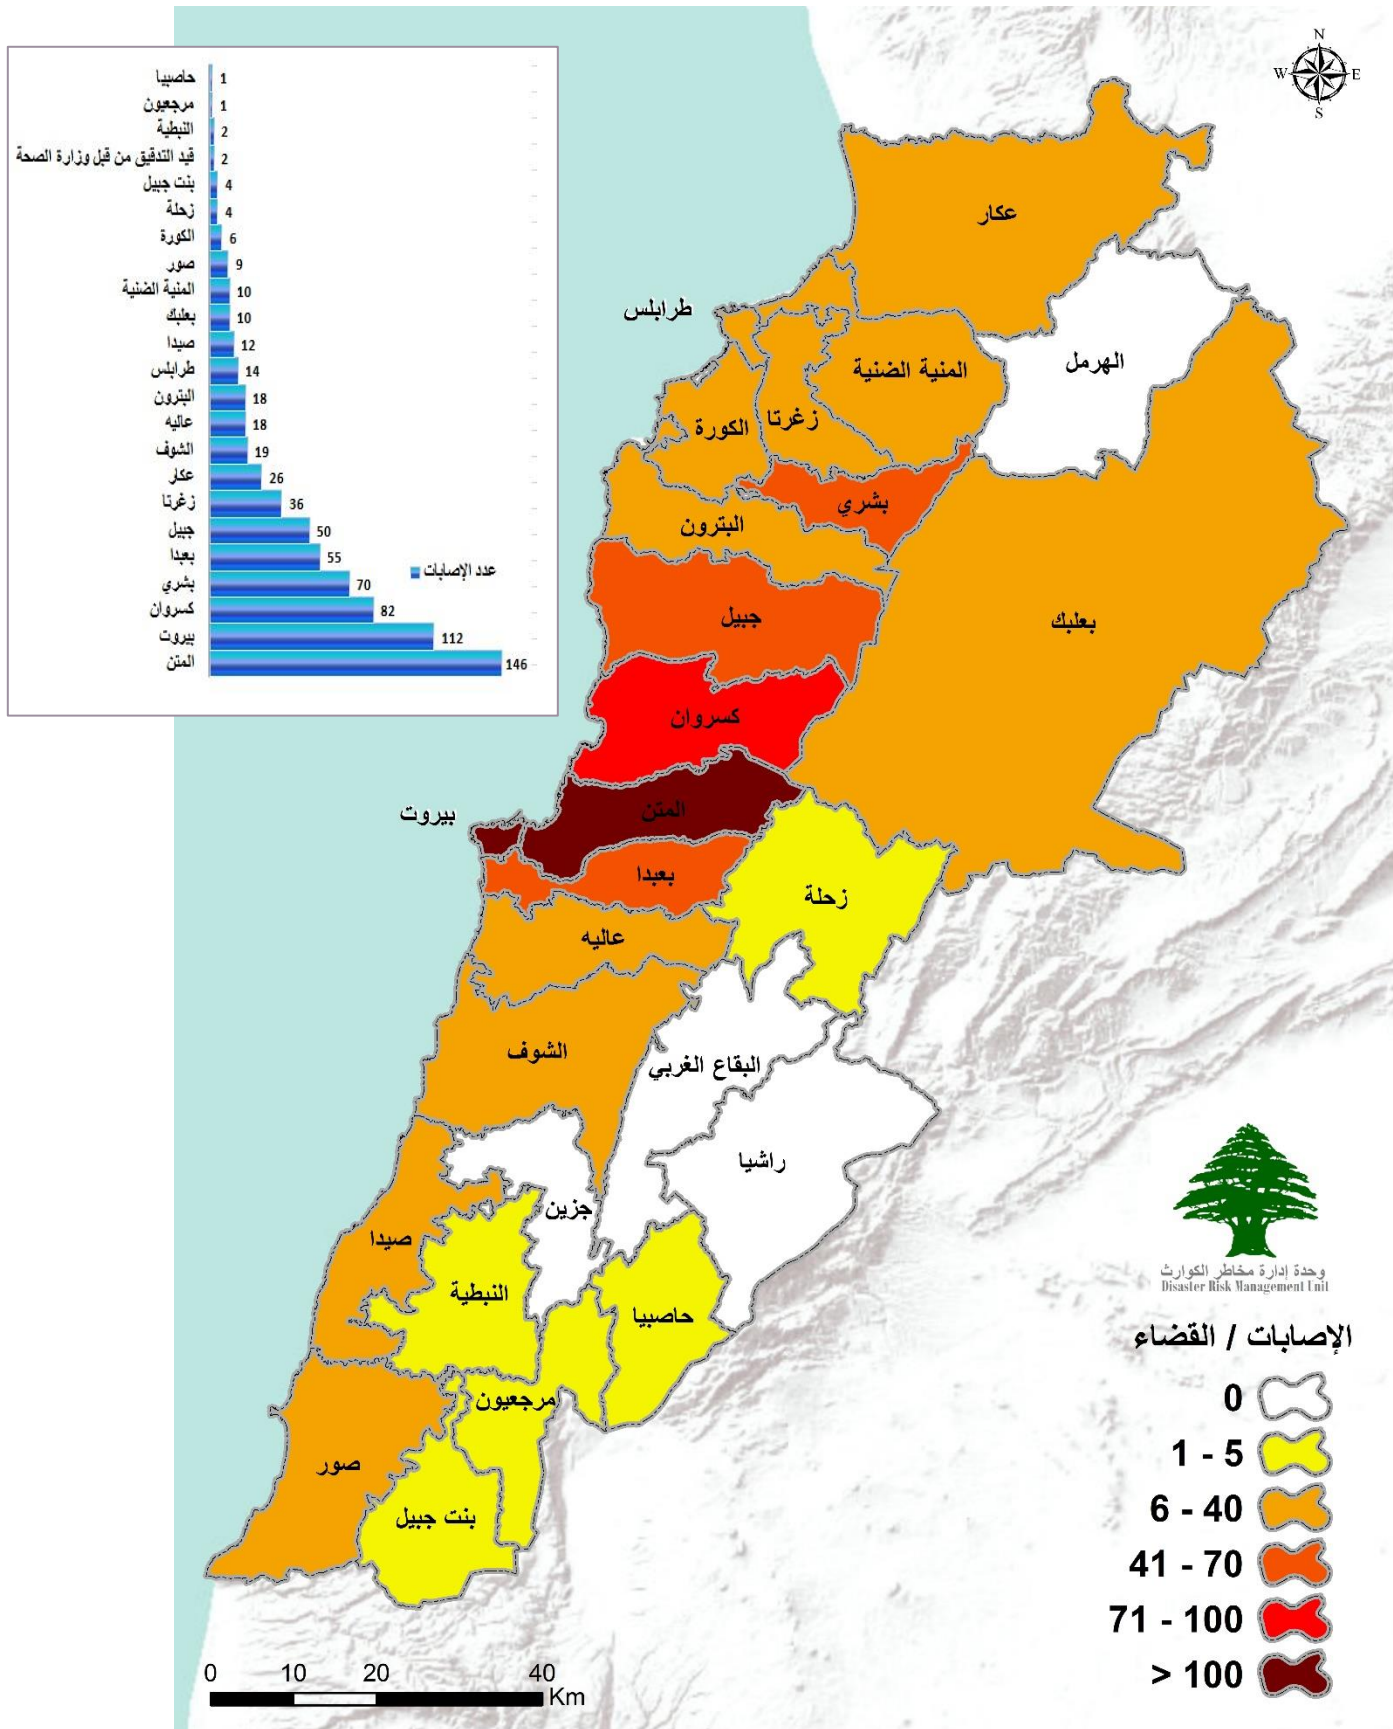 حاصبيا 1
مرجعيون 1
النبطية 2
قيد التدقيق من قبل وزارة الصحة 2
بنت جبيل 4
زحلة 4
الكورة 6
صور 9
المنية الضنية 10
بعلبك 10
صيدا 12
طرابلس 14
البترون 18
عاليه 18
الشوف 19
عكار 26
زغرتا 36
جبيل 50
بعبدا 55
بشري 70
كسروان 82
بيروت 112
المتن 146
عدد الإصابات
N
W E
S
عكار
طرابلس
الهرمل
المنية الضنية
زغرتا
الكورة
بشري
البترون
جبيل
بعلبك
كسروان
المتن
بيروت
بعبدا
زحلة
عاليه
الشوف
البقاع الغربي
راشيا
جزين
صيدا
النبطية
حاصبيا
مرجعيون
صور
بنت جبيل
وحدة إدارة مخاطر الكوارث
Disaster Risk Management Unit
الإصابات / القضاء
0
1 - 5
6 - 40
41 - 70
71 - 100
> 100
0 10 20 40
Km